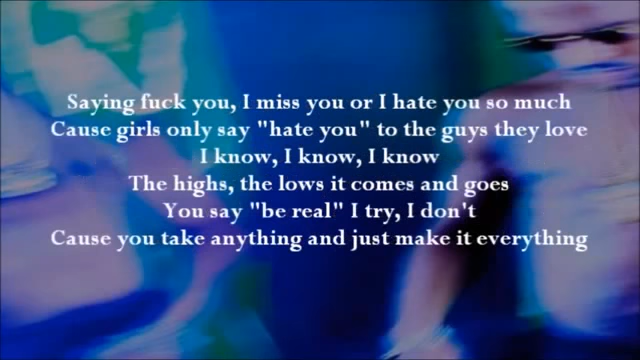 Saying fuck you, I miss you or I hate you so much
Cause girls only say "hate you" to the guys they love
I know, I know, I know
The highs, the lows it comes and goes
You say "be real" I try, I don't
Cause you take anything and just make it everything